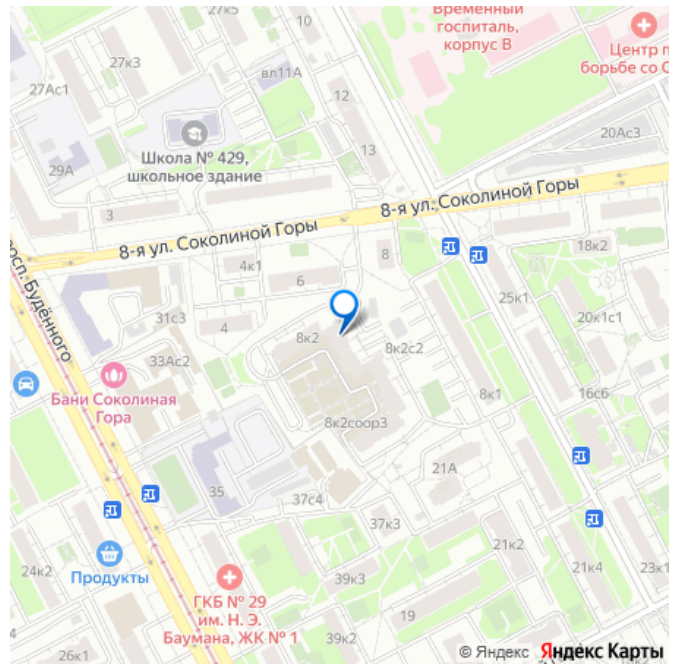 27к5
10
Временный
госпиталь,
корпус В
Центр п
борьбе со С
27к3
вл11А
27Ас1
12
20Ас3
13
Школа № 429,
школьное здание
29А
3
8-я ул. Соколиной Горы
8-я ул. Соколиной Горы
18к2
8
4к1
6
просп. Будённого
25к1
31с3
4
20к1с1
8к2
8к2с2
33Ас2
Бани Соколиная
Гора
8к1
16с6
8к2соор3
21А
35
37с4
37к3
21к2
24к2
Продукты
39к3
21к4
23к1
ГКБ № 29
им. Н. Э.
Баумана, ЖК № 1
19
39к2
26к1
© Яндекс Яндекс Карты